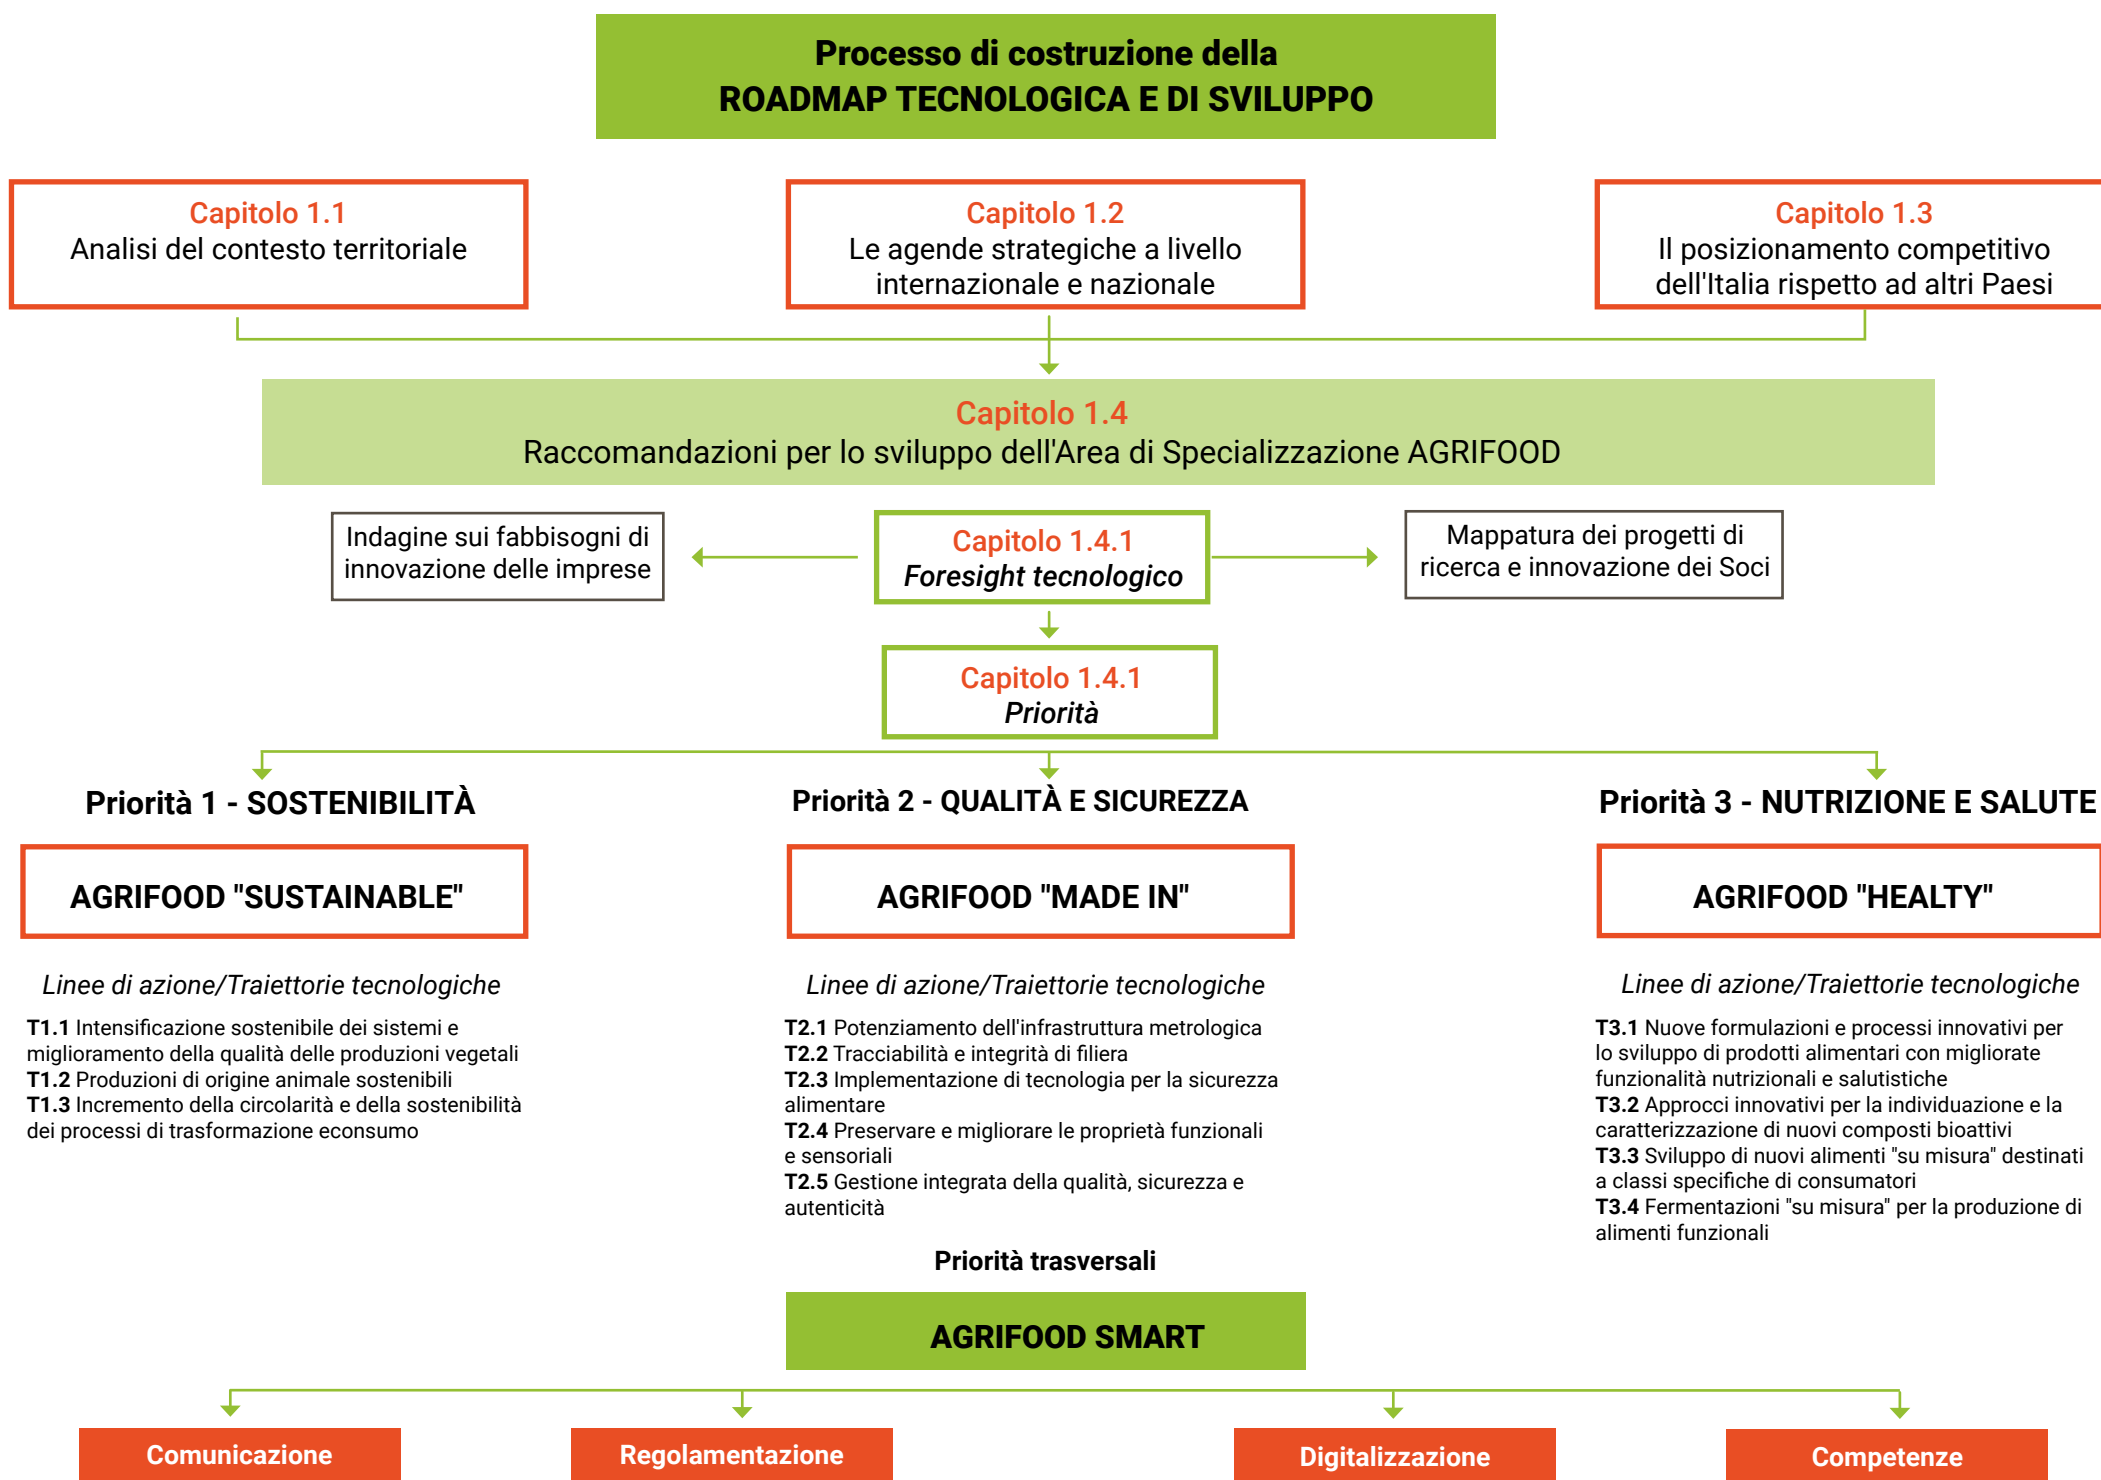 Processo di costruzione della
ROADMAP TECNOLOGICA E DI SVILUPPO
Capitolo 1.1
Analisi del contesto territoriale
Capitolo 1.2
Le agende strategiche a livello
internazionale e nazionale
Capitolo 1.3
Il posizionamento competitivo
dell'Italia rispetto ad altri Paesi
Capitolo 1.4
Raccomandazioni per lo sviluppo dell'Area di Specializzazione AGRIFOOD
Indagine sui fabbisogni di
innovazione delle imprese
Capitolo 1.4.1
Foresight tecnologico
Mappatura dei progetti di
ricerca e innovazione dei Soci
Capitolo 1.4.1
Priorità
Priorità 1 - SOSTENIBILITÀ
AGRIFOOD "SUSTAINABLE"
Linee di azione/Traiettorie tecnologiche
T1.1 Intensificazione sostenibile dei sistemi e
miglioramento della qualità delle produzioni vegetali
T1.2 Produzioni di origine animale sostenibili
T1.3 Incremento della circolarità e della sostenibilità
dei processi di trasformazione econsumo
Priorità 2 - QUALITÀ E SICUREZZA
AGRIFOOD "MADE IN"
Linee di azione/Traiettorie tecnologiche
T2.1 Potenziamento dell'infrastruttura metrologica
T2.2 Tracciabilità e integrità di filiera
T2.3 Implementazione di tecnologia per la sicurezza
alimentare
T2.4 Preservare e migliorare le proprietà funzionali
e sensoriali
T2.5 Gestione integrata della qualità, sicurezza e
autenticità
Priorità 3 - NUTRIZIONE E SALUTE
AGRIFOOD "HEALTY"
Linee di azione/Traiettorie tecnologiche
T3.1 Nuove formulazioni e processi innovativi per
lo sviluppo di prodotti alimentari con migliorate
funzionalità nutrizionali e salutistiche
T3.2 Approcci innovativi per la individuazione e la
caratterizzazione di nuovi composti bioattivi
T3.3 Sviluppo di nuovi alimenti "su misura" destinati
a classi specifiche di consumatori
T3.4 Fermentazioni "su misura" per la produzione di
alimenti funzionali
Priorità trasversali
AGRIFOOD SMART
Comunicazione
Regolamentazione
Digitalizzazione
Competenze